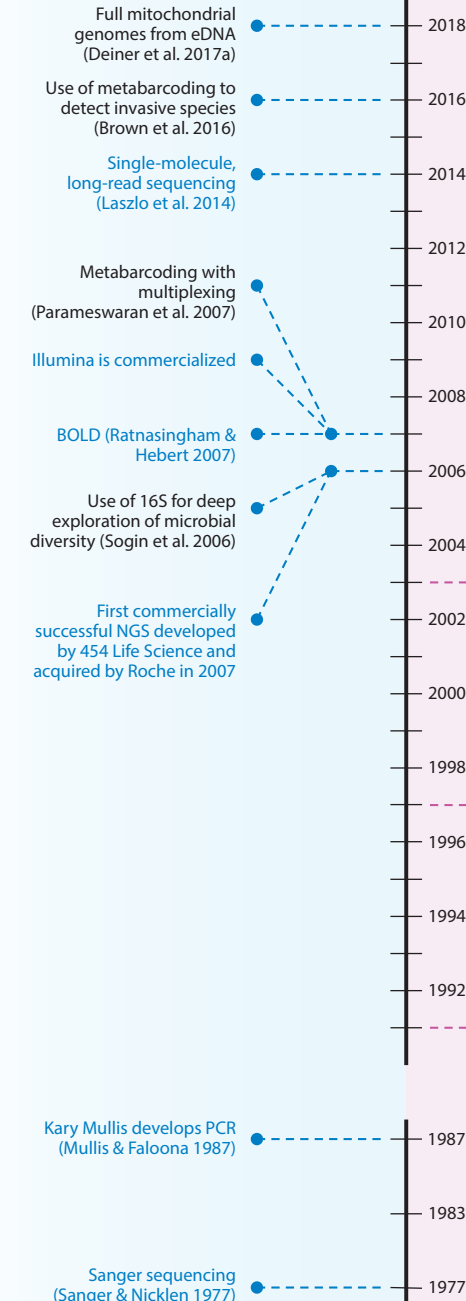 Full mitochondrial
genomes from eDNA
(Deiner et al. 2017a)
2018
Use of metabarcoding to
detect invasive species
(Brown et al. 2016)
2016
Single-molecule,
long-read sequencing
(Laszlo et al. 2014)
2014
2012
Metabarcoding with
multiplexing
(Parameswaran et al. 2007)
2010
Illumina is commercialized
2008
BOLD (Ratnasingham &
Hebert 2007)
2006
Use of 16S for deep
exploration of microbial
diversity (Sogin et al. 2006)
2004
First commercially
successful NGS developed
by 454 Life Science and
acquired by Roche in 2007
2002
2000
1998
1996
1994
1992
Kary Mullis develops PCR
(Mullis & Faloona 1987)
1987
1983
Sanger sequencing
(Sanger & Nicklen 1977)
1977